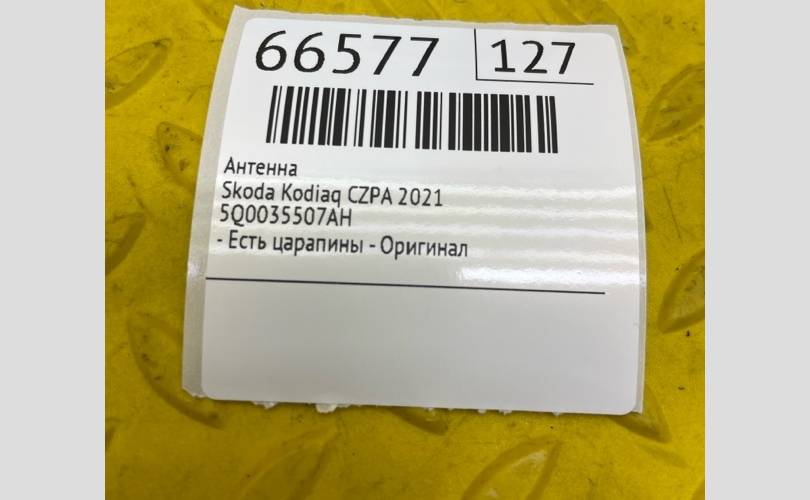 66577 127
Антенна
Skoda Kodiaq CZPA 2021
5Q0035507AH
- Есть царапины - Оригинал